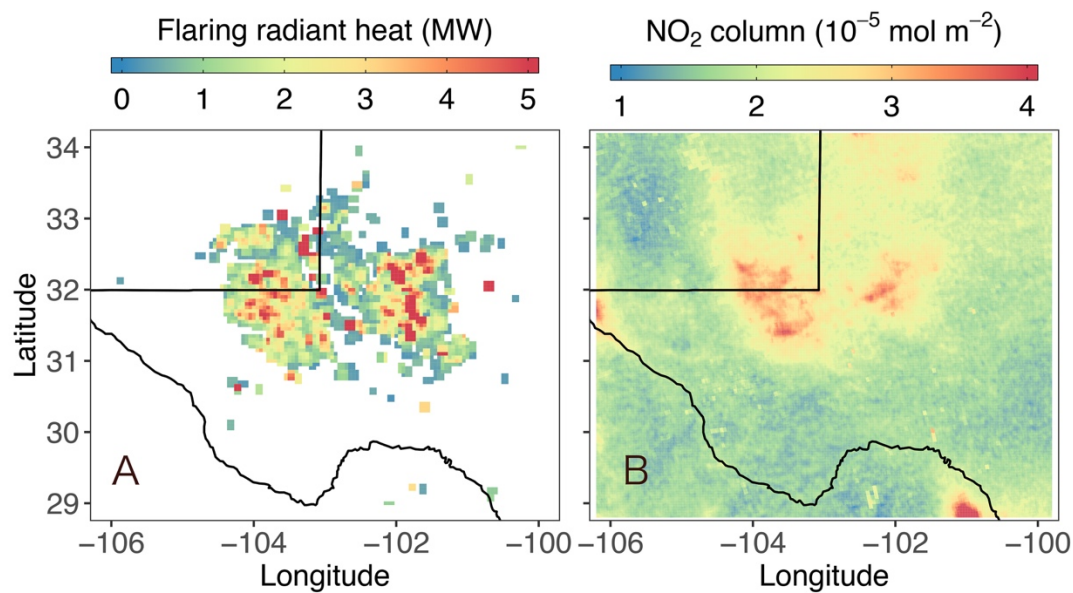 Flaring radiant heat (MW)
0 1 2 3 4 5
NO₂ column (10⁻⁵ mol m⁻²)
1 2 3 4
Latitude
34
33
32
31
30
29
A
−106 −104 −102 −100
Longitude
B
−106 −104 −102 −100
Longitude